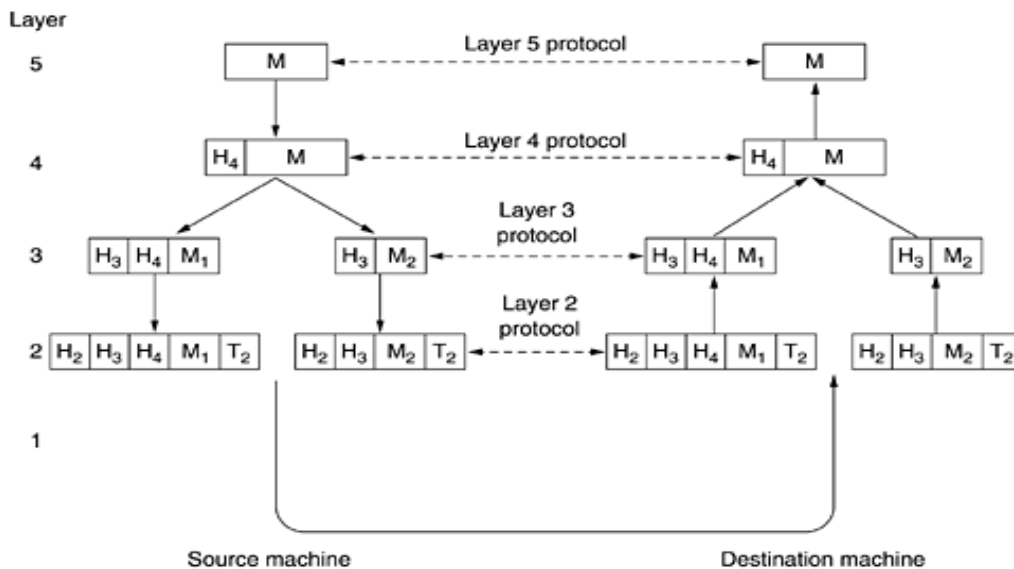 Layer
5 M Layer 5 protocol M
4 H₄ M Layer 4 protocol H₄ M
Layer 3
protocol
3 H₃ H₄ M₁ H₃ M₂ H₃ H₄ M₁ H₃ M₂
Layer 2
protocol
2 H₂ H₃ H₄ M₁ T₂ H₂ H₃ M₂ T₂ H₂ H₃ H₄ M₁ T₂ H₂ H₃ M₂ T₂
1
Source machine Destination machine